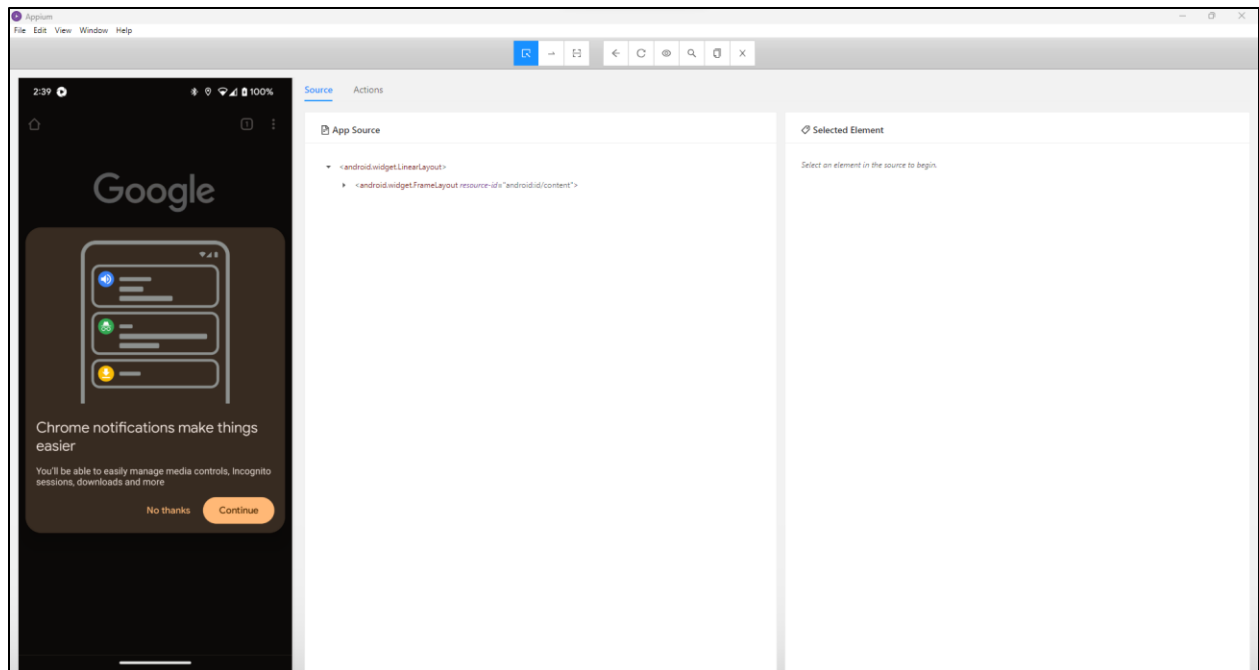 Appium
File Edit View Window Help
2:39 100%
Source Actions
1
App Source
Selected Element
<android.widget.LinearLayout>
Select an element in the source to begin.
<android.widget.FrameLayout resource-id="android:id/content">
Google
Chrome notifications make things
easier
You'll be able to easily manage media controls, Incognito
sessions, downloads and more
No thanks Continue